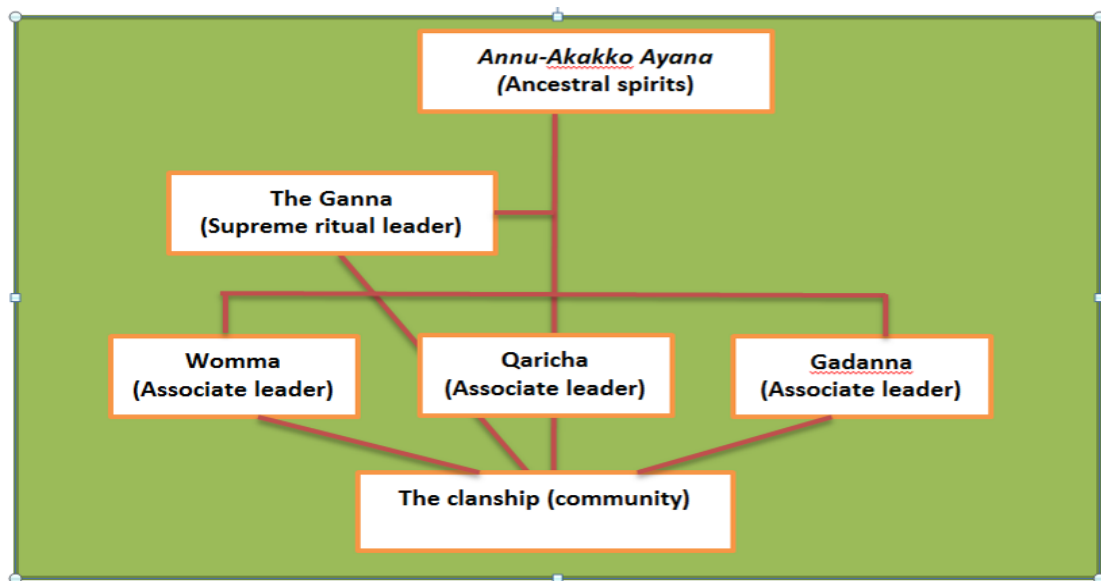 Annu-Akakko Ayana
(Ancestral spirits)
The Ganna
(Supreme ritual leader)
Womma
(Associate leader)
Qaricha
(Associate leader)
Gadanna
(Associate leader)
The clanship (community)